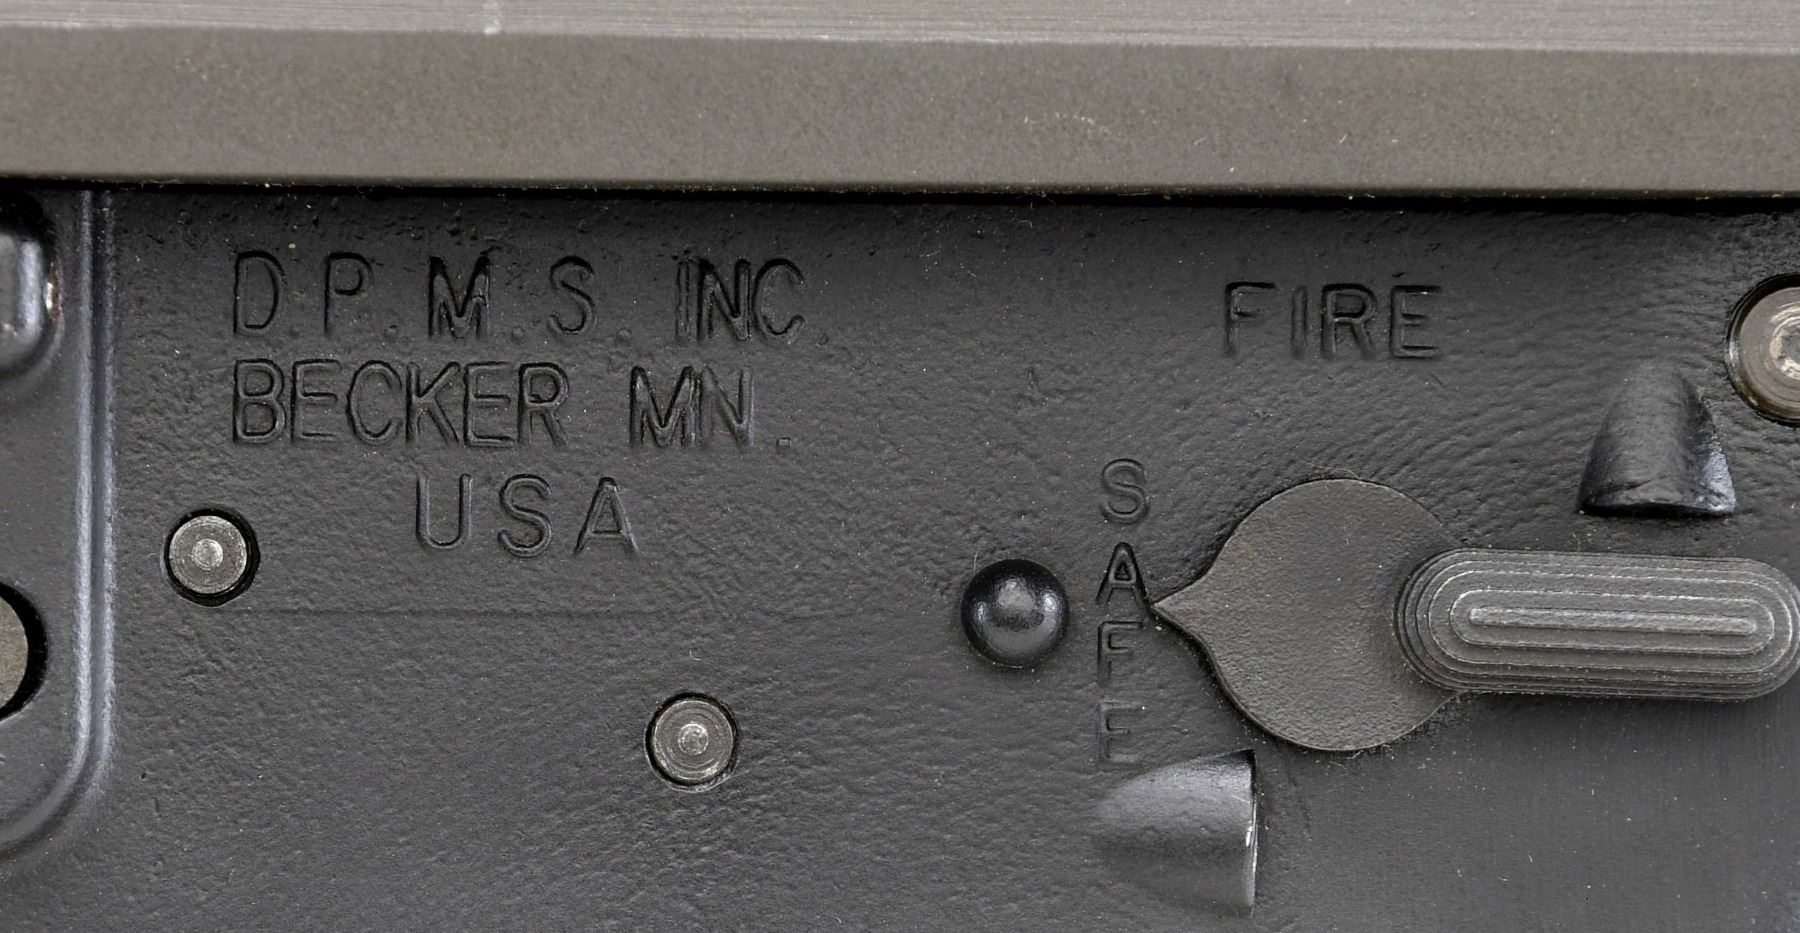 D.P.M.S. INC.
BECKER MN.
USA
FIRE
SAFE